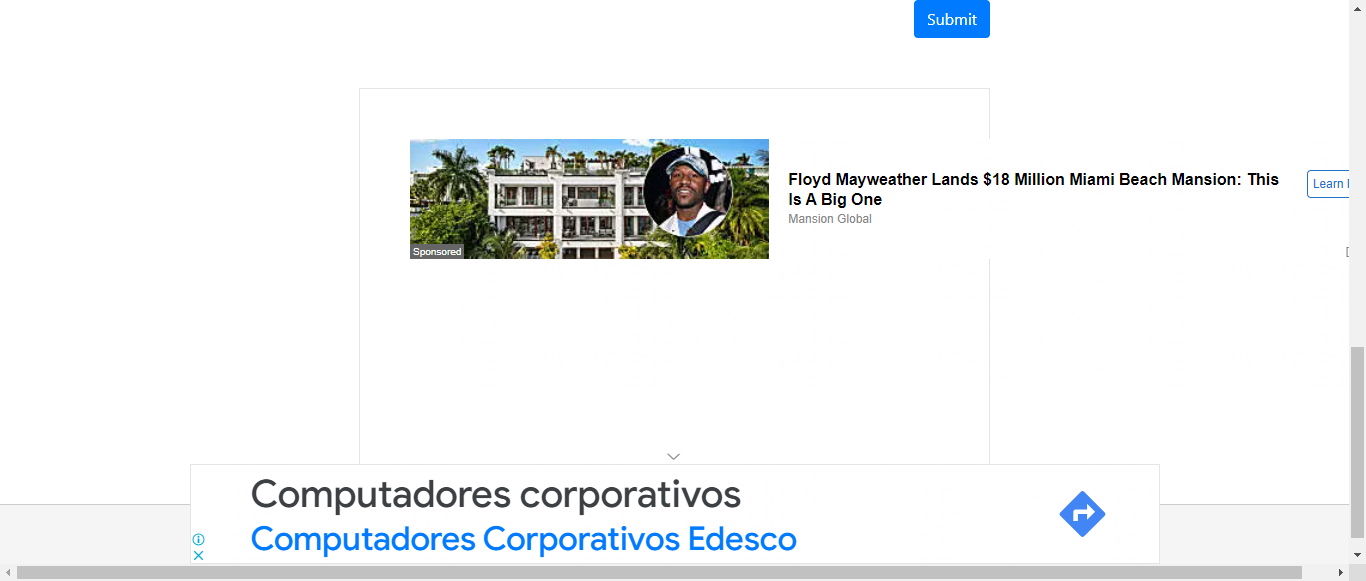 Submit
Floyd Mayweather Lands $18 Million Miami Beach Mansion: This
Is A Big One
Learn
Mansion Global
Sponsored
Computadores corporativos
Computadores Corporativos Edesco